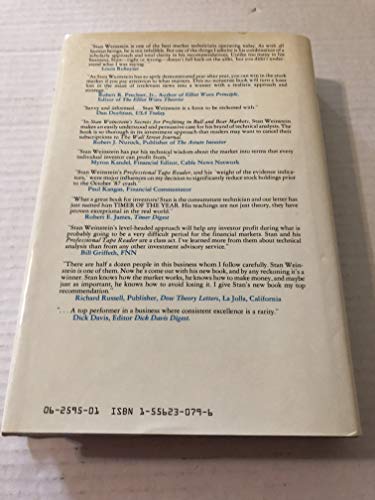 "Stan Weinstein is one of the best market technicians operating today. As with all
human beings, he is not infallible. But one of the things I admire is his combination of
a scholarly approach and total clarity in his recommendations. Unlike too many in his
business, Stan—right or wrong—doesn't fall back on the alibi, but you didn't under-
stand what I was saying."
Louis Rukeyser
"As Stan Weinstein has so aptly demonstrated year after year, you can win in the stock
market if you pay attention to what matters. This no-nonsense book will turn a
in the maze of irrelevant news into a winner with a realistic approach and
strategy."
Robert R. Prechter, Jr., Author of Elliott Wave Principle,
Editor of The Elliott Wave Theorist
"Savvy and informed . . . Stan Weinstein is a force to be reckoned with."
Dan Dorfman, USA Today
"In Stan Weinstein's Secrets for Profiting in Bull and Bear Markets, Stan Weinstein
makes an easily understood and persuasive case for his brand of technical analysis. The
book is so thorough in its investment approach that readers may want to cancel their
subscriptions to The Wall Street Journal.
Robert J. Nurock, Publisher of The Astute Investor
"Stan Weinstein has put his technical wisdom about the market into terms that every
individual investor can profit from."
Myron Kandel, Financial Editor, Cable News Network
"Stan Weinstein's Professional Tape Reader, and his 'weight of the evidence indica-
tors,' were major influences on my decision to significantly reduce stock holdings prior
to the October '87 crash."
Paul Kangas, Financial Commentator
"What a great book for investors! Stan is the consummate technician and our letter has
just named him TIMER OF THE YEAR. His teachings are not just theory, they have
proven exceptional in the real world."
Robert E. James, Timer Digest
"Stan Weinstein's level-headed approach will help any investor profit during what is
probably going to be a very difficult period for the financial markets. Stan and his
Professional Tape Reader are a class act. I've learned more from them about technical
analysis than from any other investment advisory service."
Bill Griffeth, FNN
"There are half a dozen people in this business whom I follow carefully. Stan Wein-
stein is one of them. Now he comes out with his new book, and by any reckoning it's a
winner. Stan knows how the market works, he knows how to make money, and maybe
just as important, he knows how to avoid losing it. I give Stan's new book my top
recommendation."
Richard Russell, Publisher, Dow Theory Letters, La Jolla, California
". . . A top performer in a business where consistent excellence is a rarity."
Dick Davis, Editor Dick Davis Digest
06-2595-01 ISBN 1-55623-079-6